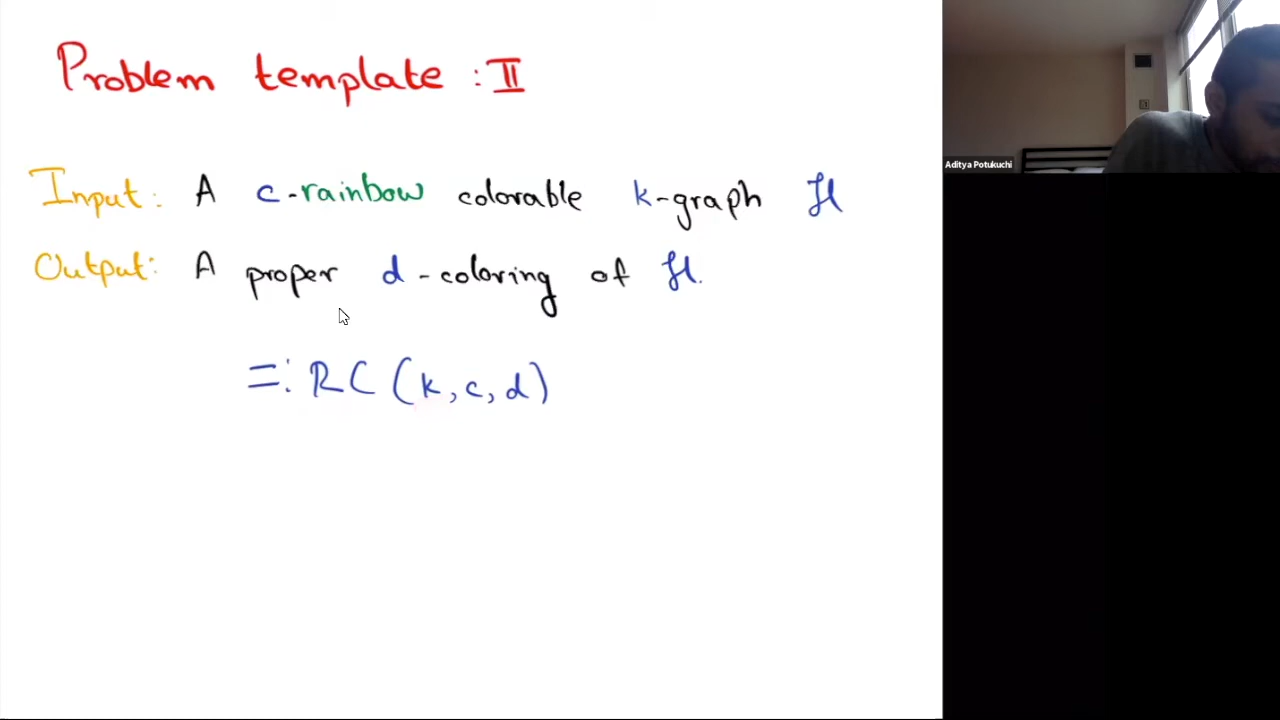 Problem template : II
Input: A c-rainbow colorable k-graph H
Output: A proper d-coloring of H.
=: RC (k, c, d)
Aditya Potukuchi